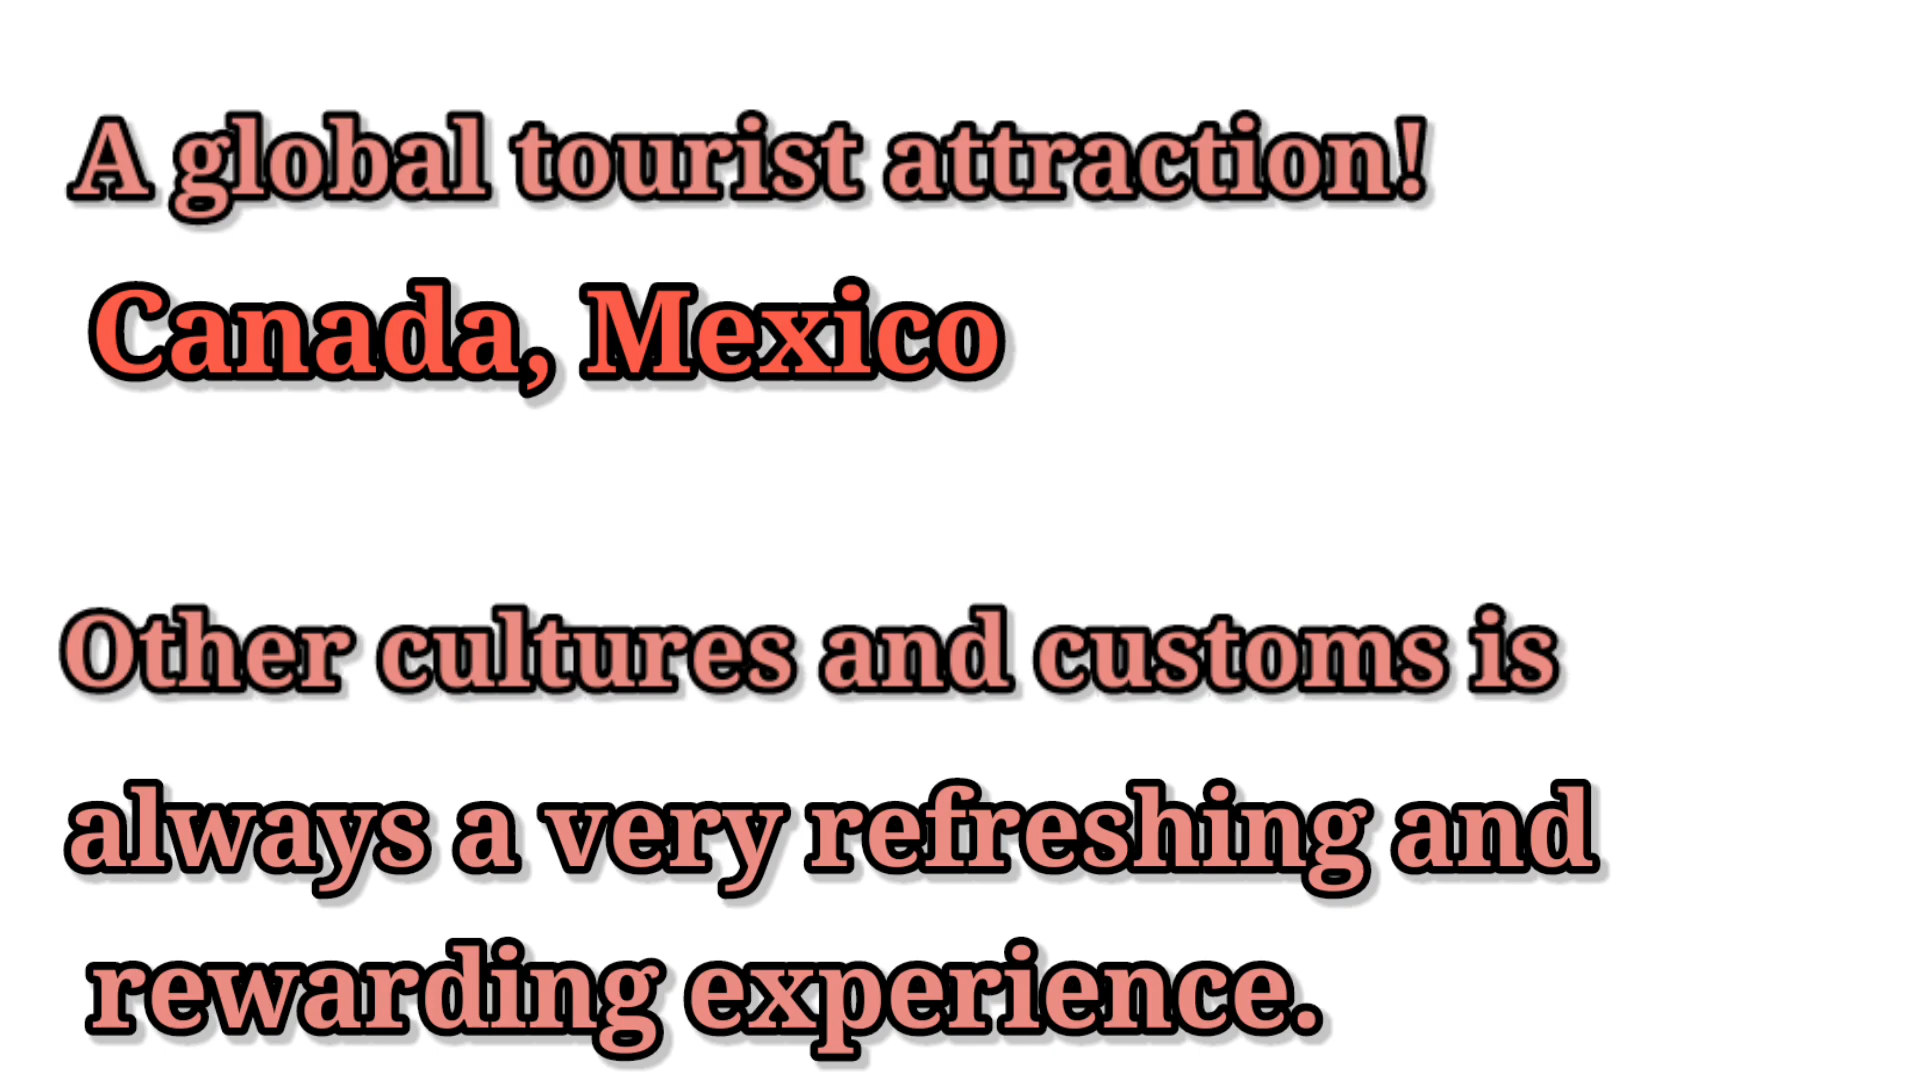 A global tourist attraction!
Canada, Mexico
Other cultures and customs is
always a very refreshing and
rewarding experience.